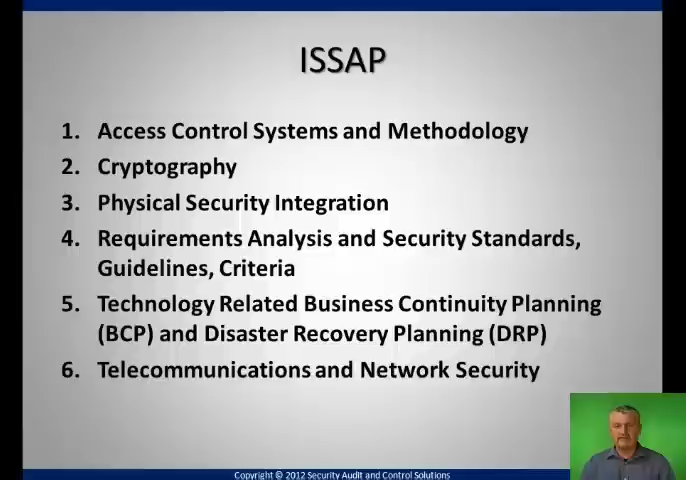 ISSAP
1. Access Control Systems and Methodology
2. Cryptography
3. Physical Security Integration
4. Requirements Analysis and Security Standards,
Guidelines, Criteria
5. Technology Related Business Continuity Planning
(BCP) and Disaster Recovery Planning (DRP)
6. Telecommunications and Network Security
Copyright © 2012 Security Audit and Control Solutions